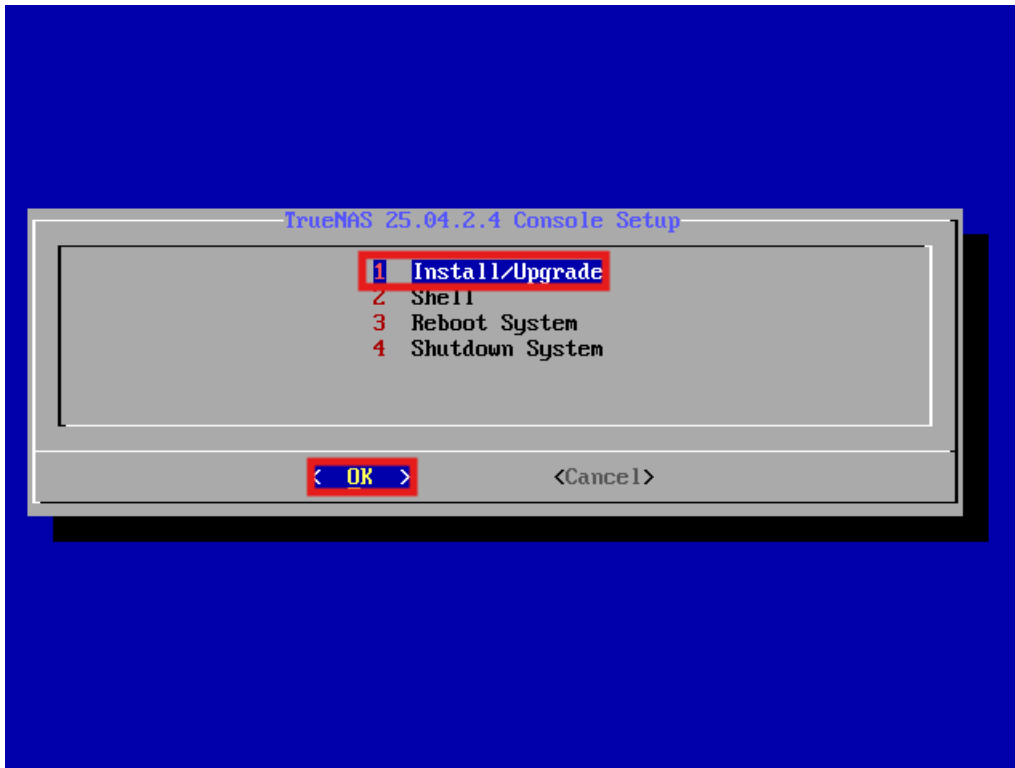 TrueNAS 25.04.2.4 Console Setup
1 Install/Upgrade
2 Shell
3 Reboot System
4 Shutdown System
< OK > <Cancel>